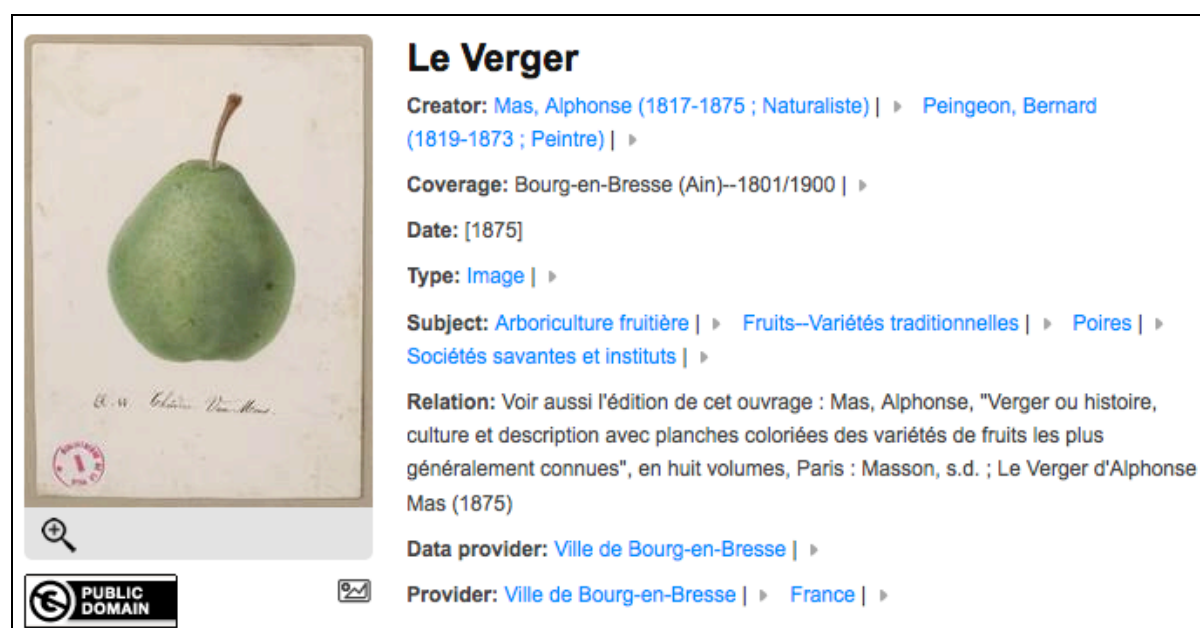 Le Verger
Creator: Mas, Alphonse (1817-1875 ; Naturaliste) | Peingeon, Bernard
(1819-1873 ; Peintre) |
Coverage: Bourg-en-Bresse (Ain)--1801/1900 |
Date: [1875]
Type: Image |
Subject: Arboriculture fruitière | Fruits--Variétés traditionnelles | Poires |
Sociétés savantes et instituts |
Relation: Voir aussi l'édition de cet ouvrage : Mas, Alphonse, "Verger ou histoire,
culture et description avec planches coloriées des variétés de fruits les plus
généralement connues", en huit volumes, Paris : Masson, s.d. ; Le Verger d'Alphonse
Mas (1875)
Data provider: Ville de Bourg-en-Bresse |
Provider: Ville de Bourg-en-Bresse | France |
Van Mons.
1
PUBLIC
DOMAIN